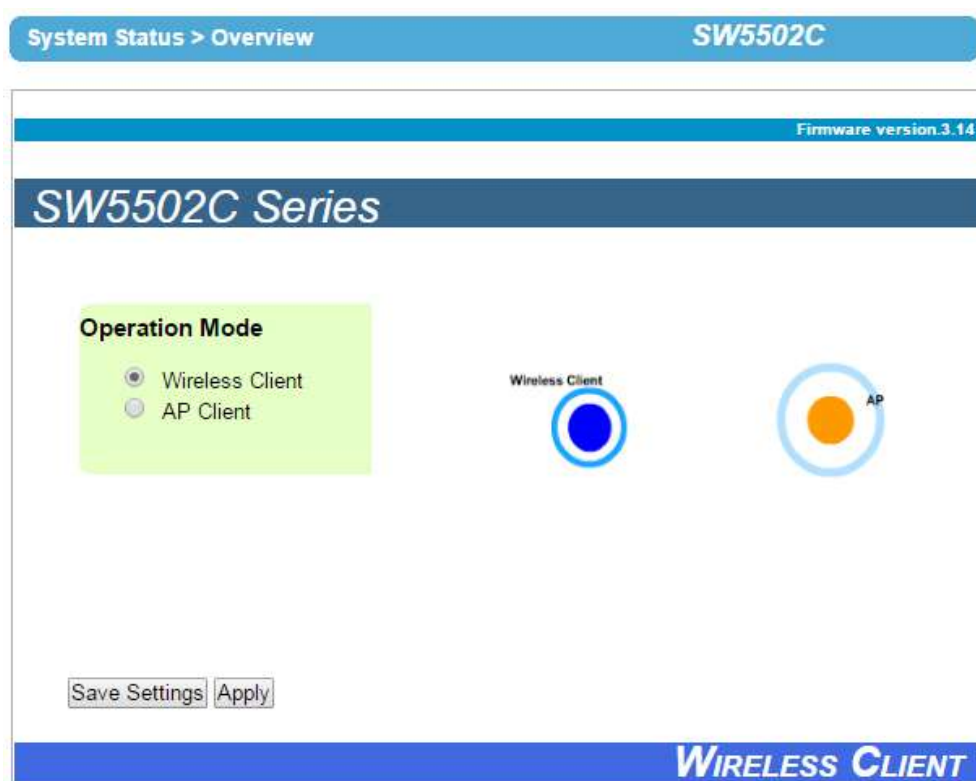 System Status > Overview
SW5502C
Firmware version.3.14
SW5502C Series
Operation Mode
Wireless Client
AP Client
Wireless Client
AP
Save Settings Apply
WIRELESS CLIENT